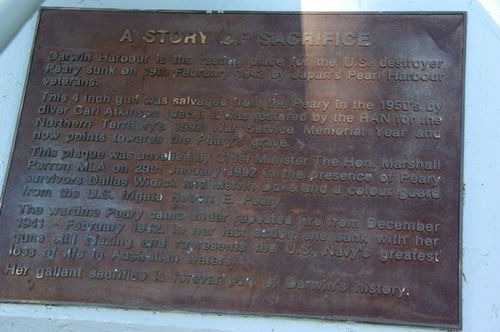 A STORY OF SACRIFICE
Darwin Harbour is the resting place for the U.S. destroyer
Peary sunk on 19th February 1942 by Japan's Pearl Harbour
veterans.
This 4 inch gun was salvaged from the Peary in the 1950's by
diver Carl Atkinson (dec.). It was restored by the RAN for the
Northern Territory's 1992 War Service Memorial Year and
now points towards the Peary's grave.
This plaque was unveiled by Chief Minister The Hon. Marshall
Perron MLA on 29th January 1992 in the presence of Peary
survivors Dallas Widick and Melvin Duke and a colour guard
from the U.S. frigate Robert E. Peary.
The wartime Peary came under repeated fire from December
1941 - February 1942. In her last action she sank with her
guns still blazing and represents the U.S. Navy's greatest
loss of life in Australian waters.
Her gallant sacrifice is forever part of Darwin's history.